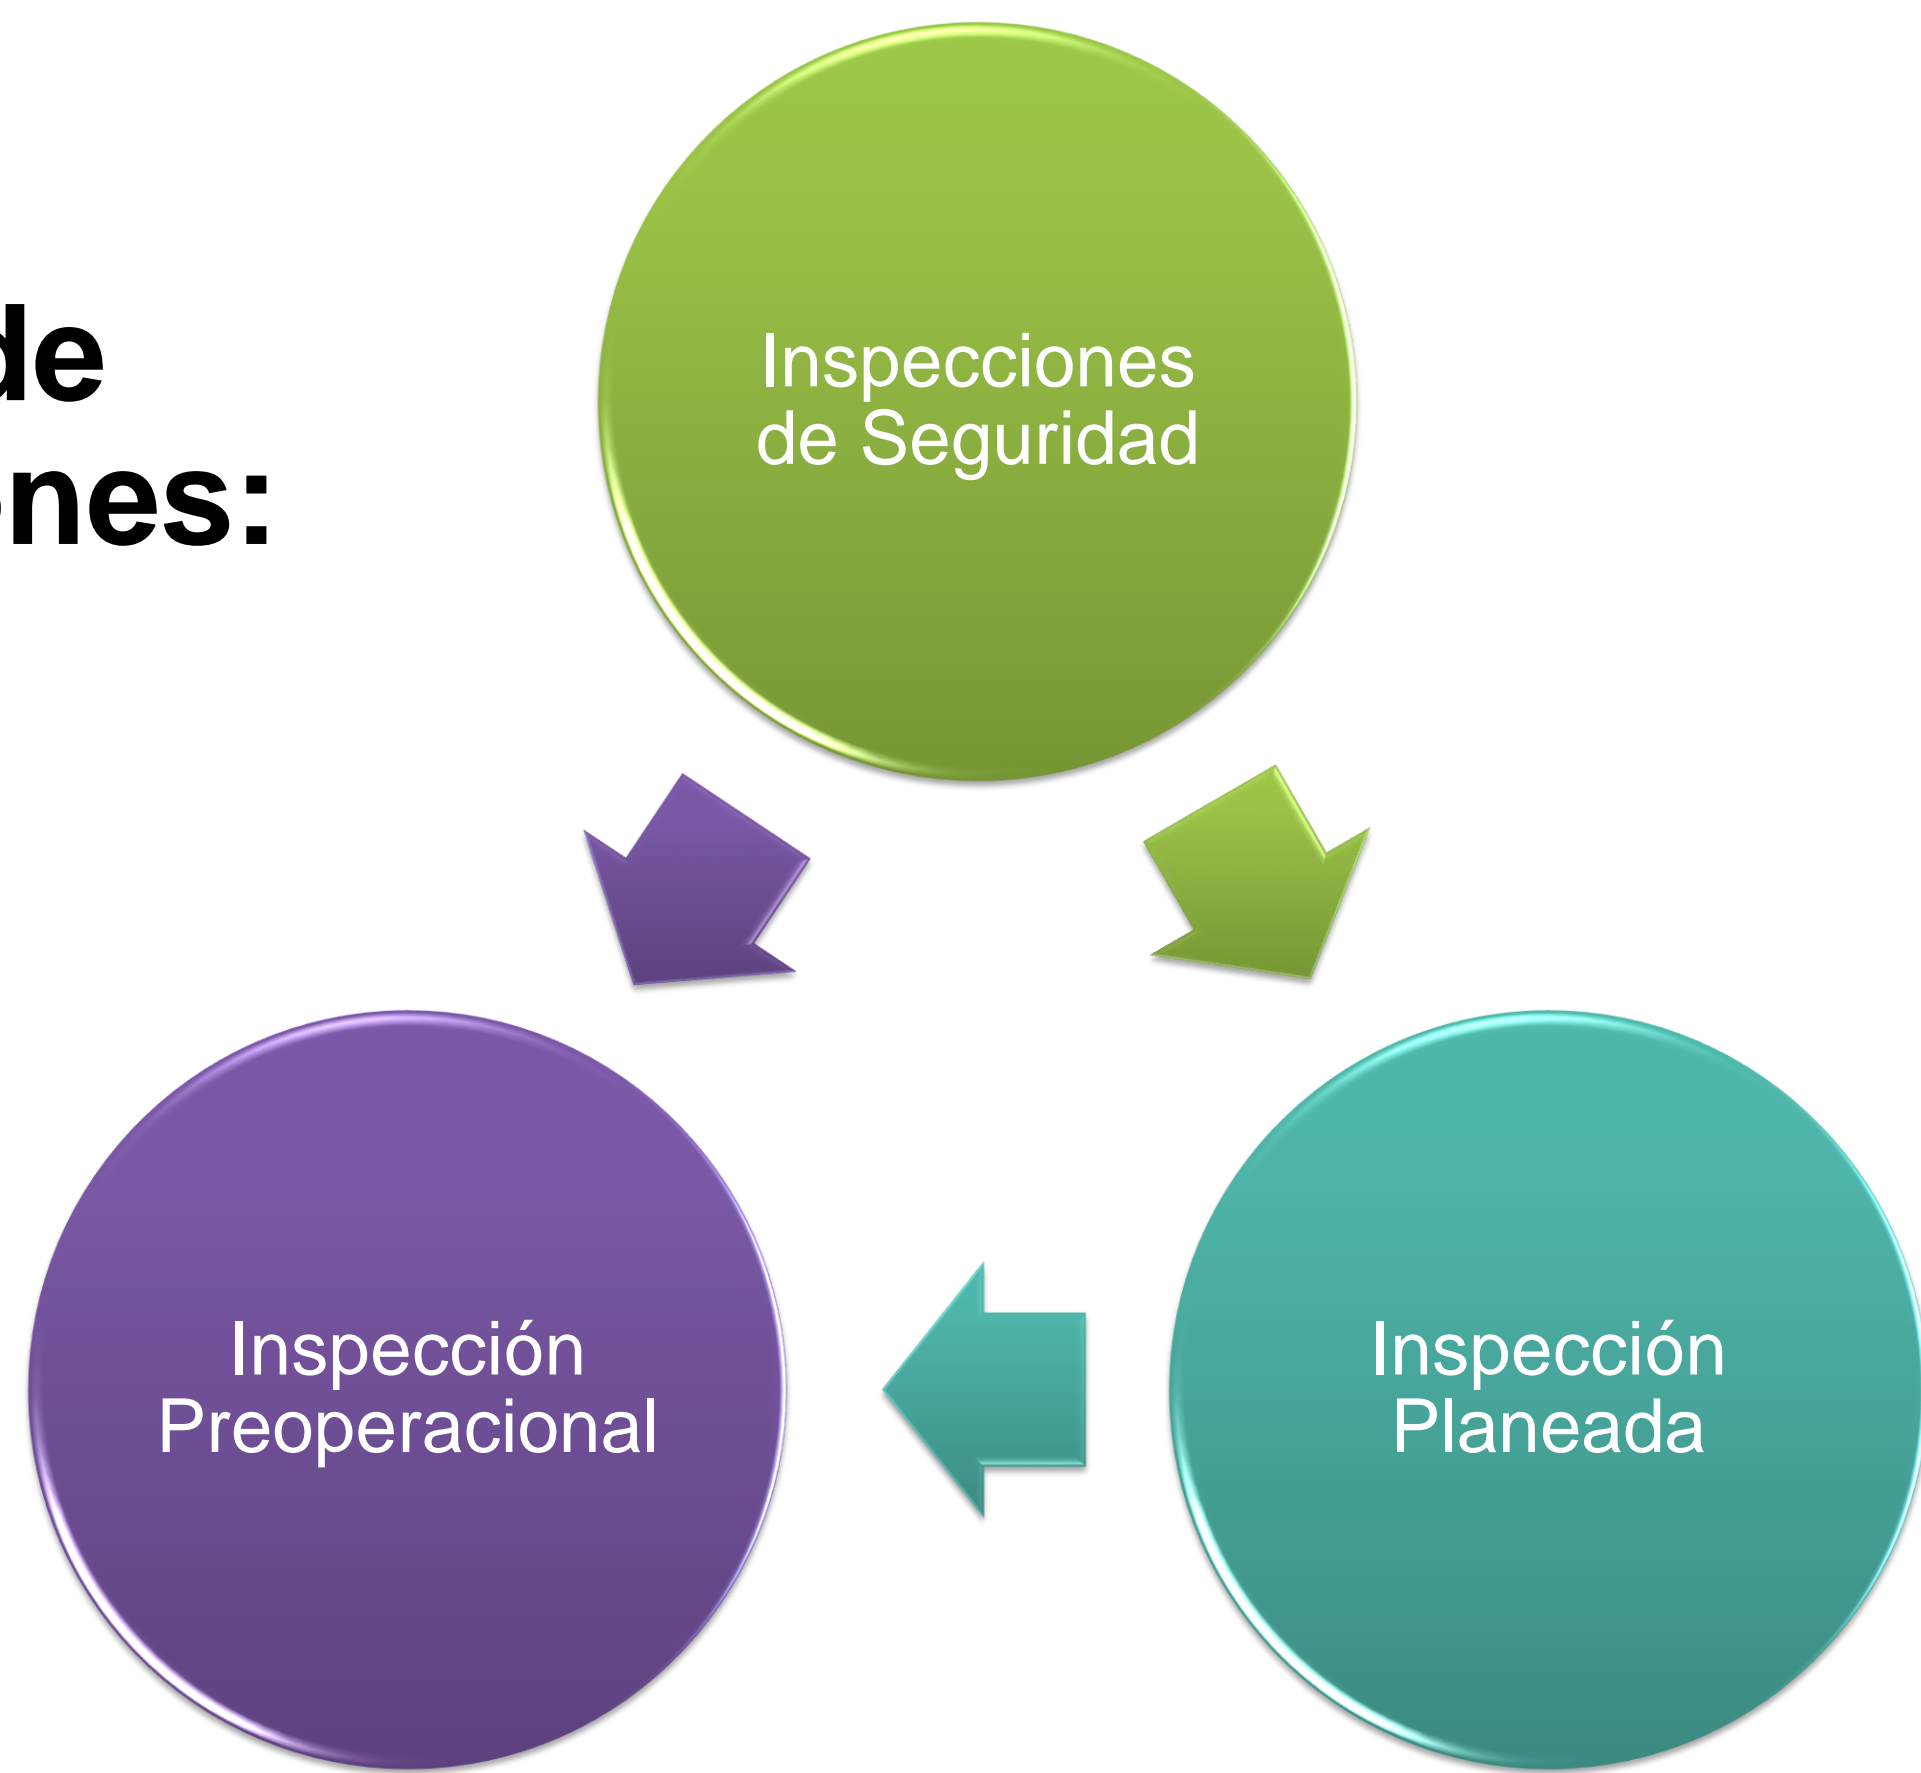 de
nes:
Inspecciones
de Seguridad
Inspección
Preoperacional
Inspección
Planeada